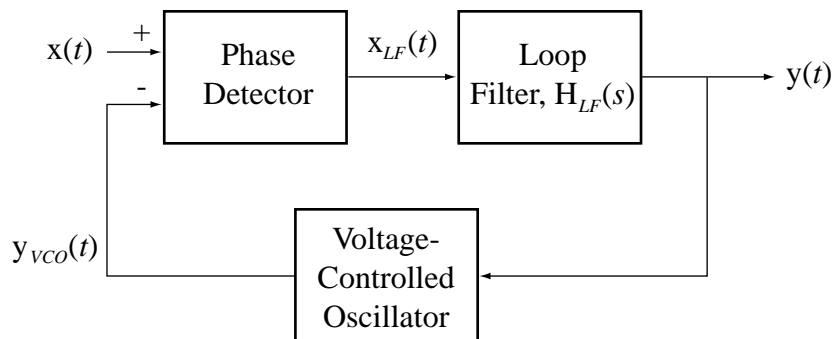 x(t)
+
-
Phase
Detector
x_LF(t)
Loop
Filter, H_LF(s)
y(t)
y_VCO(t)
Voltage-
Controlled
Oscillator